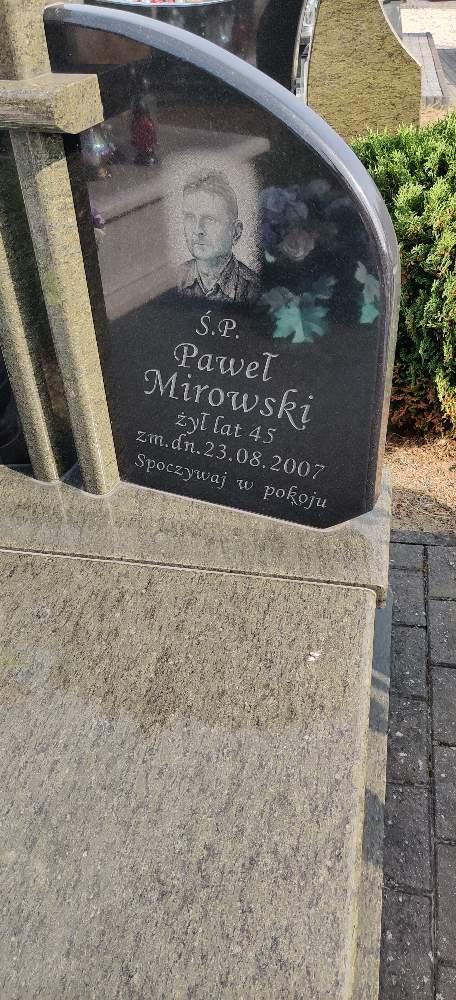 Ś.P.
Paweł
Mirowski
żył lat 45
zm.dn.23.08.2007
Spoczywaj w pokoju